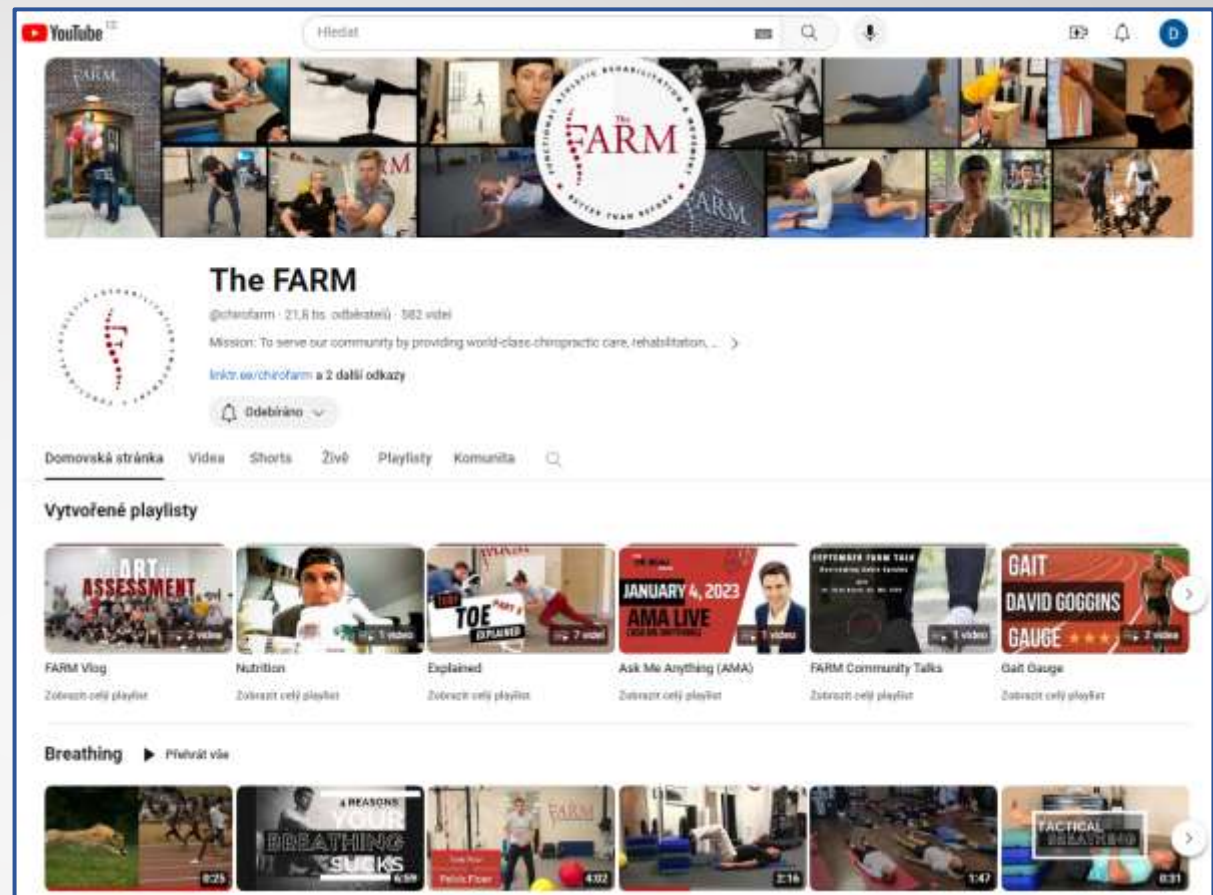 YouTube CZ
Hledat
D
FARM
FUNCTIONAL ATHLETIC REHABILITATION & MOVEMENT
The
FARM
BETTER THAN BEFORE
FARM
The FARM
@chirofarm · 21,8 tis. odběratelů · 582 videí
Mission: To serve our community by providing world-class chiropractic care, rehabilitation, ...
linktr.ee/chirofarm a 2 další odkazy
Odebíráno
Domovská stránka Videa Shorts Živě Playlisty Komunita
Vytvořené playlisty
ART
ASSESSMENT
2 videa
1 video
TOE PART
EXPLAINED
7 videí
JANUARY 4, 2023
AMA LIVE
(ASK ME ANYTHING)
1 video
SEPTEMBER FARM TALK
1 video
GAIT
DAVID GOGGINS
GAUGE
2 videa
FARM Vlog Nutrition Explained Ask Me Anything (AMA) FARM Community Talks Gait Gauge
Zobrazit celý playlist Zobrazit celý playlist Zobrazit celý playlist Zobrazit celý playlist Zobrazit celý playlist Zobrazit celý playlist
Breathing Přehrát vše
0:25
4 REASONS
YOUR
BREATHING
SUCKS
6:59
FARM
Pelvic Floor
4:02
2:16
1:47
TACTICAL
BREATHING
0:31